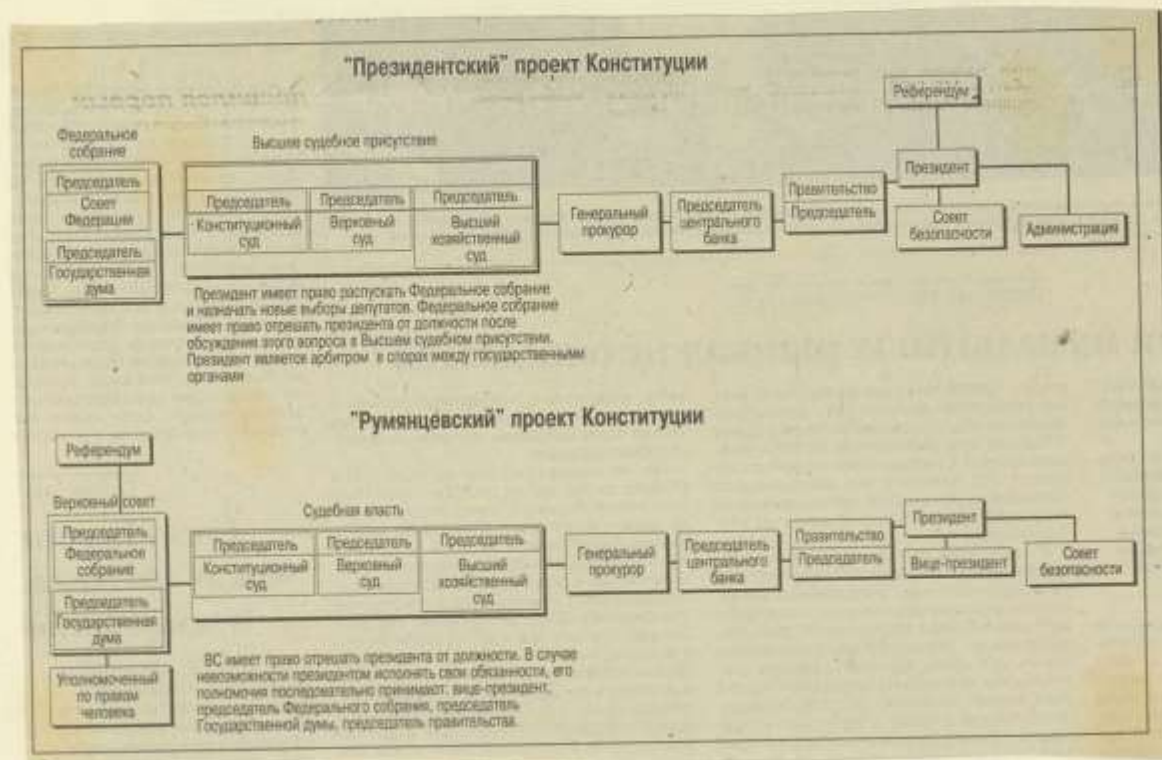 "Президентский" проект Конституции
Референдум
Федеральное
собрание
Председатель
Совет
Федерации
Председатель
Государственная
дума
Высшее судебное присутствие
Председатель
Конституционный
суд
Председатель
Верховный
суд
Председатель
Высший
хозяйственный
суд
Генеральный
прокурор
Председатель
центрального
банка
Правительство
Председатель
Президент
Совет
безопасности
Администрация
Президент имеет право распускать Федеральное собрание
и назначать новые выборы депутатов. Федеральное собрание
имеет право отрешать президента от должности после
обсуждения этого вопроса в Высшем судебном присутствии.
Президент является арбитром в спорах между государственными
органами
"Румянцевский" проект Конституции
Референдум
Верховный совет
Председатель
Федеральное
собрание
Председатель
Государственная
дума
Уполномоченный
по правам
человека
Судебная власть
Председатель
Конституционный
суд
Председатель
Верховный
суд
Председатель
Высший
хозяйственный
суд
Генеральный
прокурор
Председатель
центрального
банка
Правительство
Председатель
Президент
Вице-президент
Совет
безопасности
ВС имеет право отрешать президента от должности. В случае
невозможности президентом исполнять свои обязанности, его
полномочия последовательно принимают: вице-президент,
председатель Федерального собрания, председатель
Государственной думы, председатель правительства.